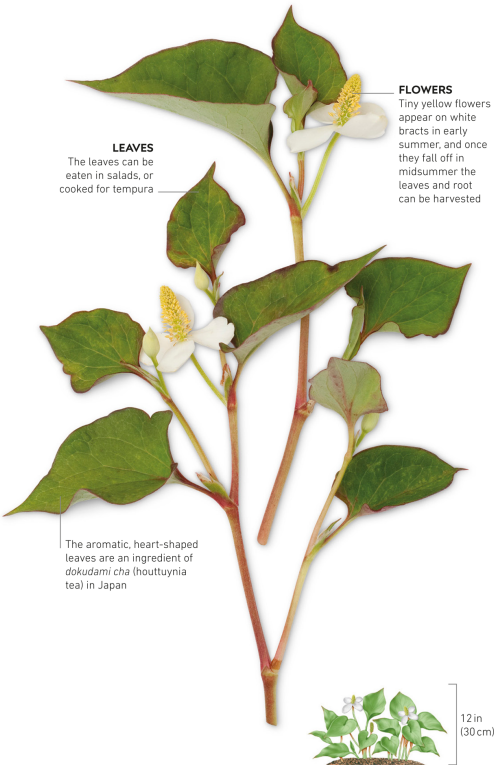 FLOWERS
Tiny yellow flowers
appear on white
bracts in early
summer, and once
they fall off in
midsummer the
leaves and root
can be harvested
LEAVES
The leaves can be
eaten in salads, or
cooked for tempura
The aromatic, heart-shaped
leaves are an ingredient of
dokudami cha (houttuynia
tea) in Japan
12 in
(30 cm)